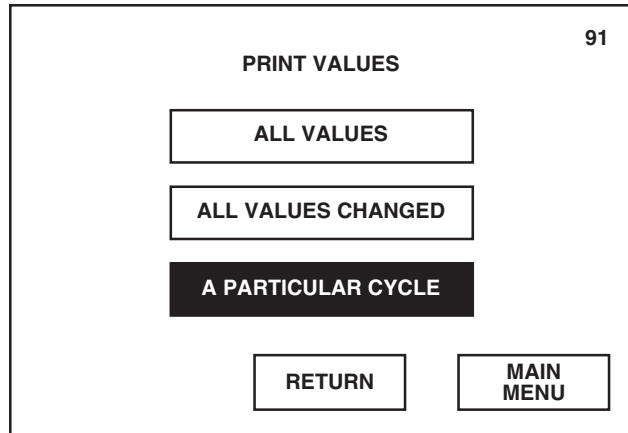 91
PRINT VALUES
ALL VALUES
ALL VALUES CHANGED
A PARTICULAR CYCLE
RETURN
MAIN
MENU